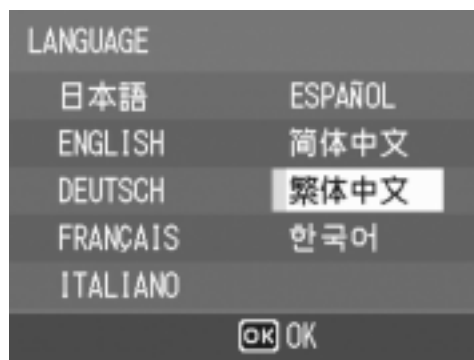 LANGUAGE
日本語 ESPAÑOL
ENGLISH 简体中文
DEUTSCH 繁体中文
FRANÇAIS 한국어
ITALIANO
OK OK